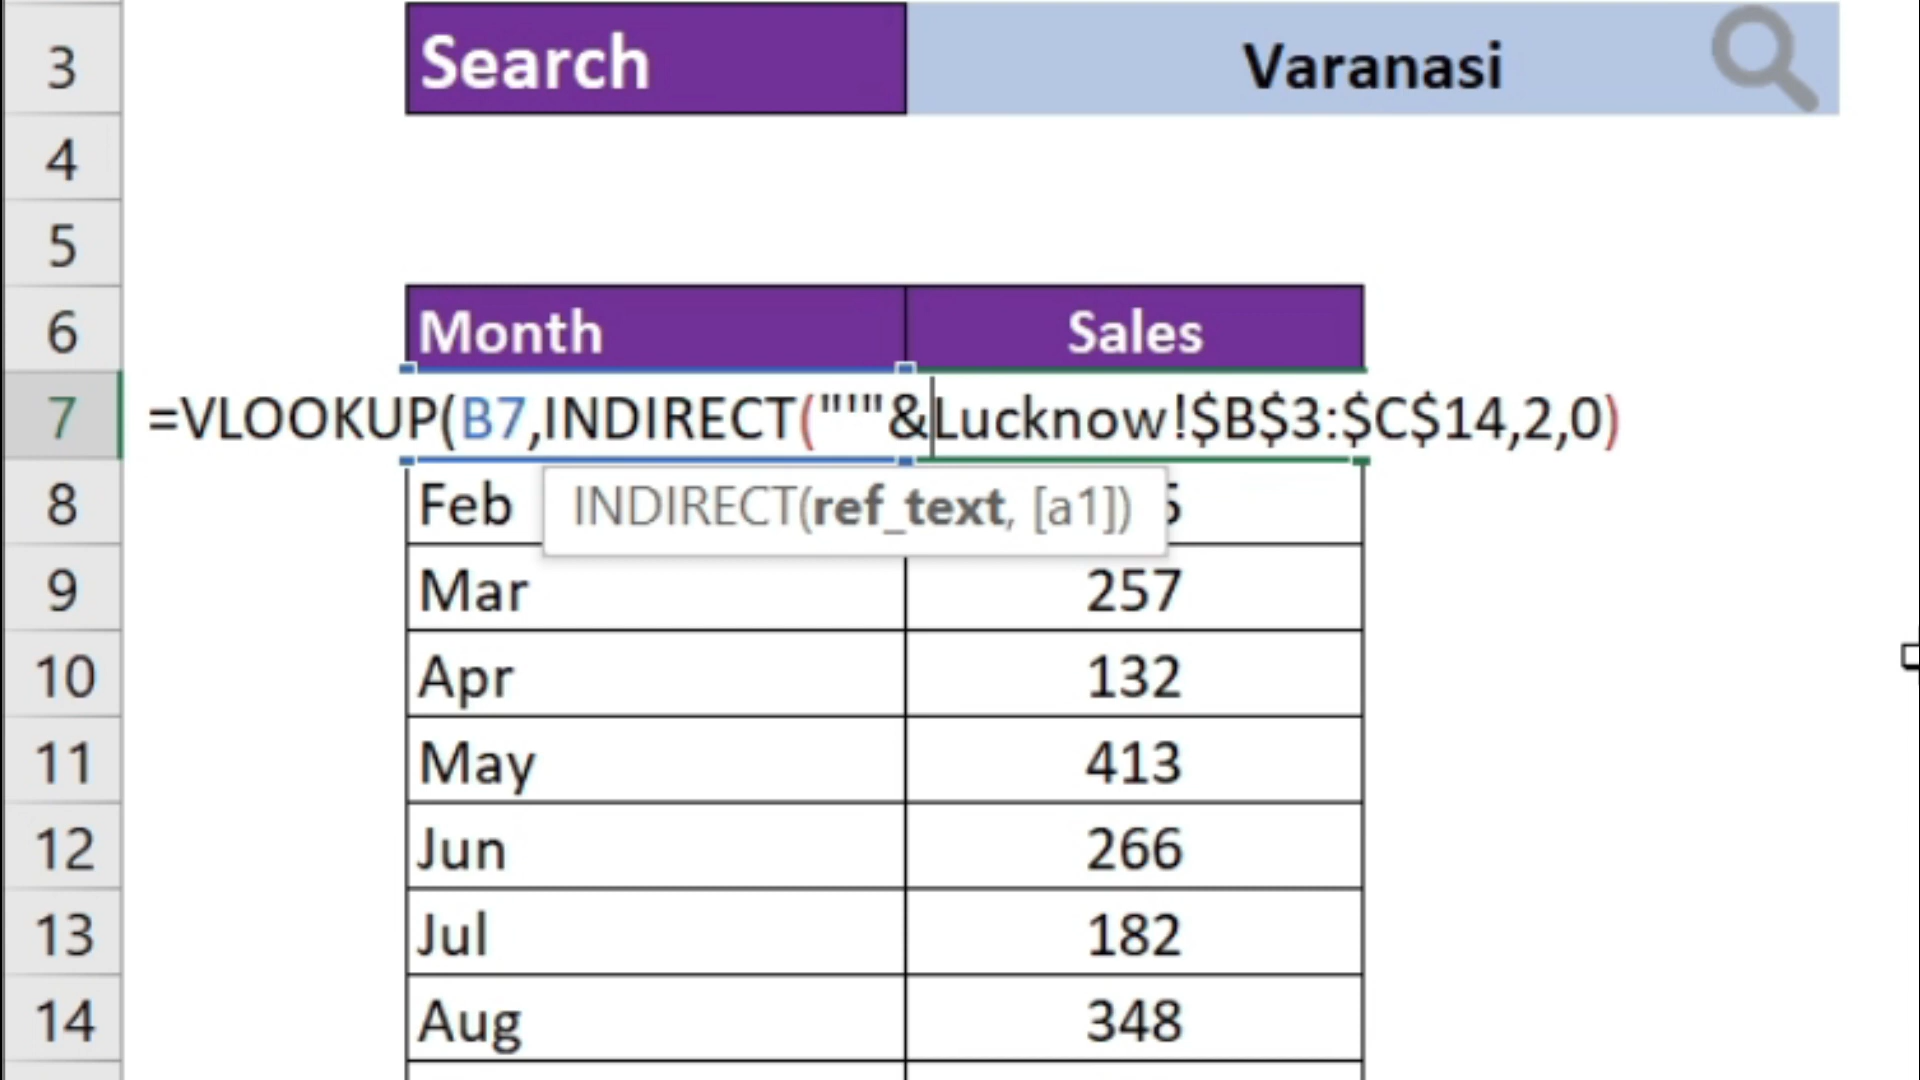 3 Search Varanasi
4
5
6 Month Sales
7 =VLOOKUP(B7,INDIRECT("'"&Lucknow!$B$3:$C$14,2,0)
8 Feb
INDIRECT(ref_text, [a1])
9 Mar 257
10 Apr 132
11 May 413
12 Jun 266
13 Jul 182
14 Aug 348